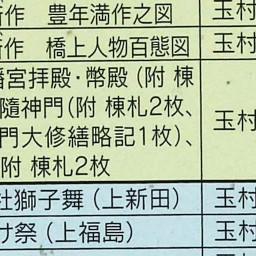 作 豊年満作之図 玉村
作 橋上人物百態図 玉村
宮拝殿・幣殿(附 棟
随神門(附 棟札2枚、
門大修繕略記1枚)、 玉村
附 棟札2枚
社獅子舞(上新田) 玉村
け祭(上福島) 玉村